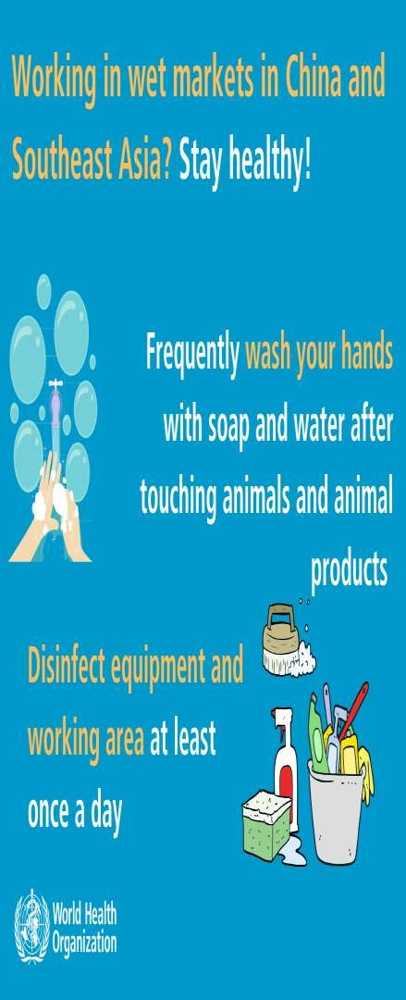 Working in wet markets in China and
Southeast Asia? Stay healthy!
Frequently wash your hands
with soap and water after
touching animals and animal
products
Disinfect equipment and
working area at least
once a day
World Health
Organization